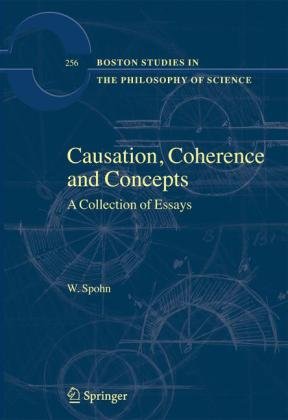 256 BOSTON STUDIES IN
THE PHILOSOPHY OF SCIENCE
Causation, Coherence
and Concepts
A Collection of Essays
W. Spohn
Springer